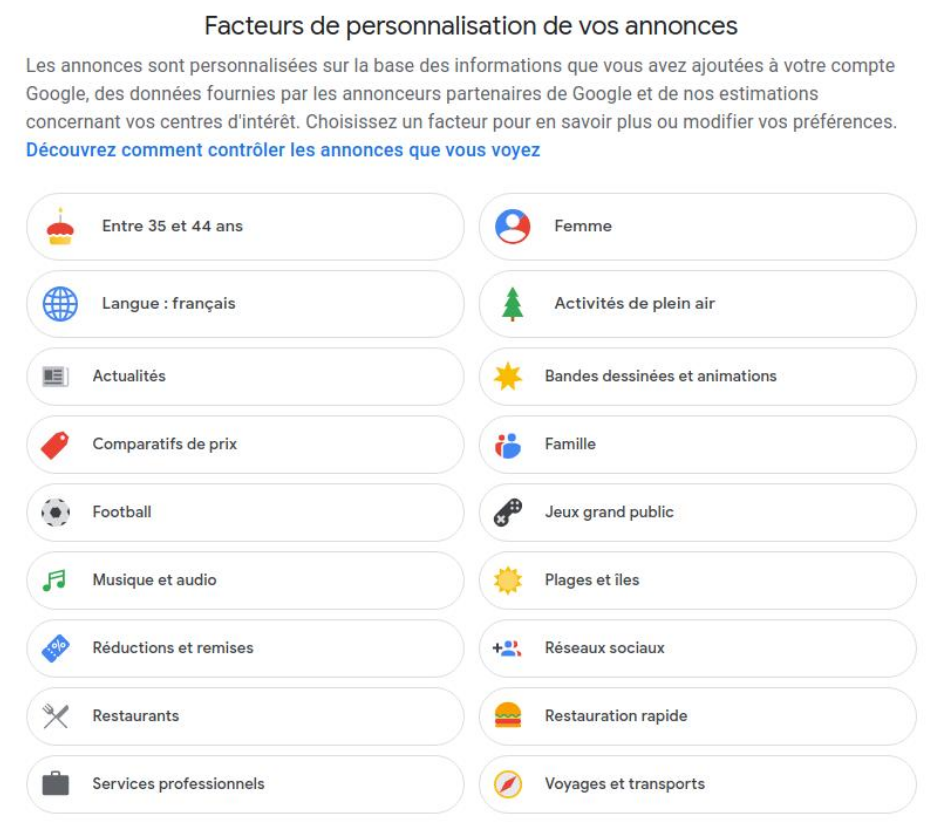 Facteurs de personnalisation de vos annonces
Les annonces sont personnalisées sur la base des informations que vous avez ajoutées à votre compte
Google, des données fournies par les annonceurs partenaires de Google et de nos estimations
concernant vos centres d'intérêt. Choisissez un facteur pour en savoir plus ou modifier vos préférences.
Découvrez comment contrôler les annonces que vous voyez
Entre 35 et 44 ans
Femme
Langue : français
Activités de plein air
Actualités
Bandes dessinées et animations
Comparatifs de prix
Famille
Football
Jeux grand public
Musique et audio
Plages et îles
Réductions et remises
Réseaux sociaux
Restaurants
Restauration rapide
Services professionnels
Voyages et transports